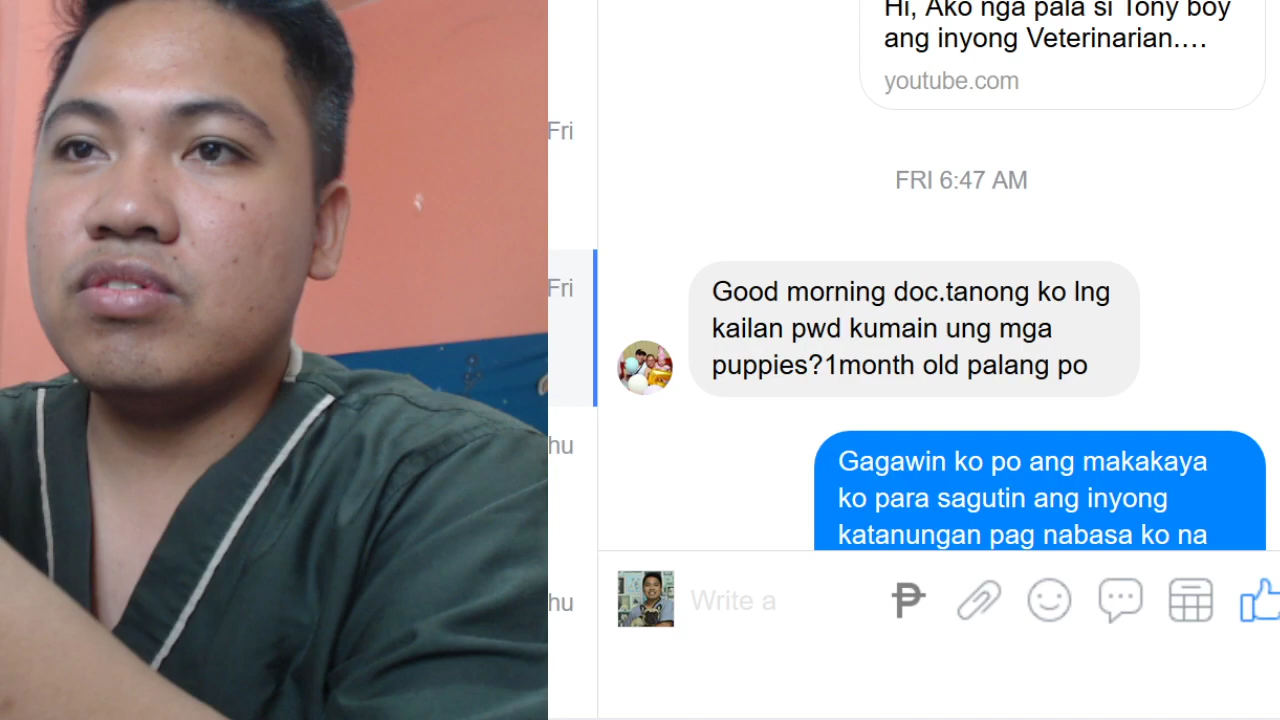 Hi, Ako nga pala si Tony boy
ang inyong Veterinarian....
youtube.com
Fri
FRI 6:47 AM
Fri
Good morning doc.tanong ko lng
kailan pwd kumain ung mga
puppies?1month old palang po
hu
Gagawin ko po ang makakaya
ko para sagutin ang inyong
katanungan pag nabasa ko na
hu
Write a